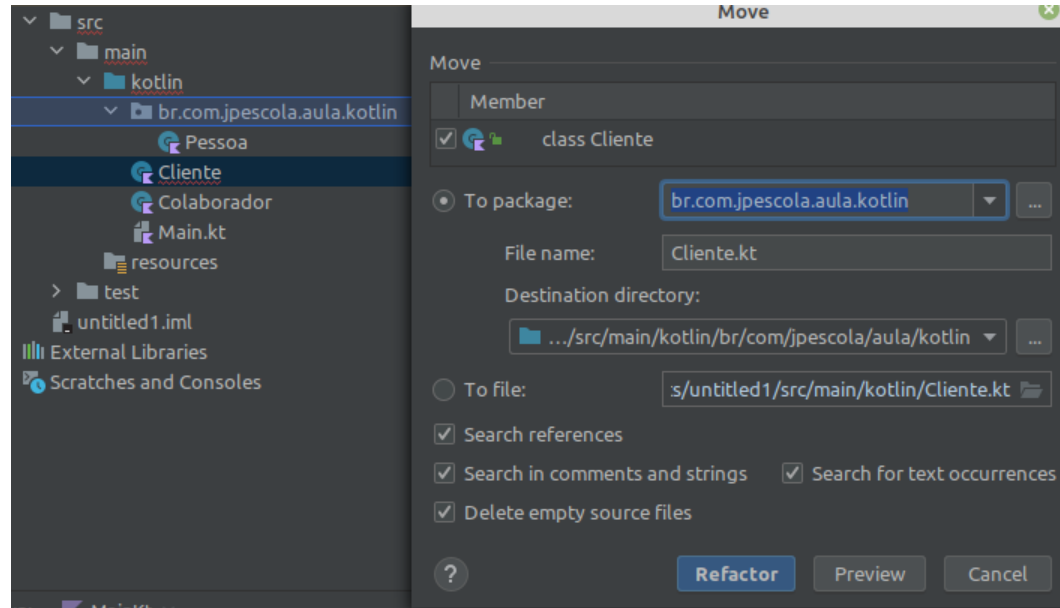 src
main
kotlin
br.com.jpescola.aula.kotlin
Pessoa
Cliente
Colaborador
Main.kt
resources
test
untitled1.iml
External Libraries
Scratches and Consoles
Move
Move
Member
class Cliente
To package: br.com.jpescola.aula.kotlin ...
File name: Cliente.kt
Destination directory:
.../src/main/kotlin/br/com/jpescola/aula/kotlin ...
To file: :s/untitled1/src/main/kotlin/Cliente.kt
Search references
Search in comments and strings Search for text occurrences
Delete empty source files
? Refactor Preview Cancel